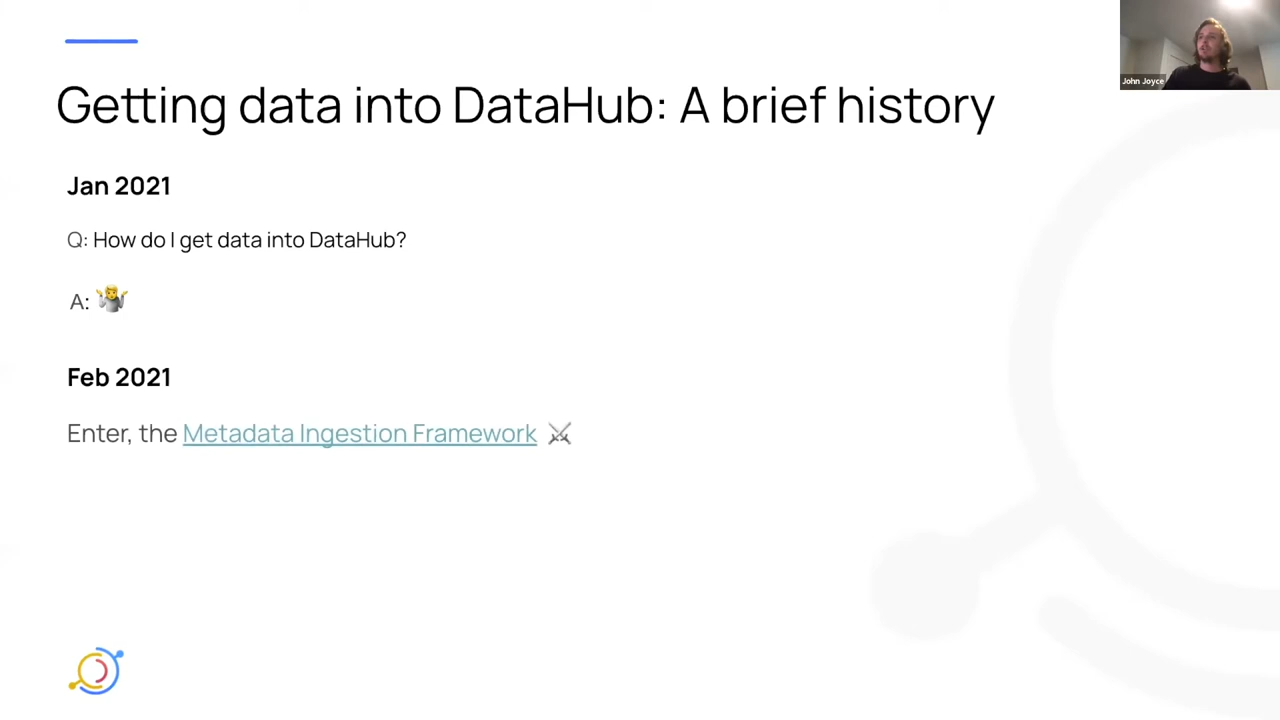 John Joyce
Getting data into DataHub: A brief history
Jan 2021
Q: How do I get data into DataHub?
A: 🤷
Feb 2021
Enter, the Metadata Ingestion Framework ⚔️